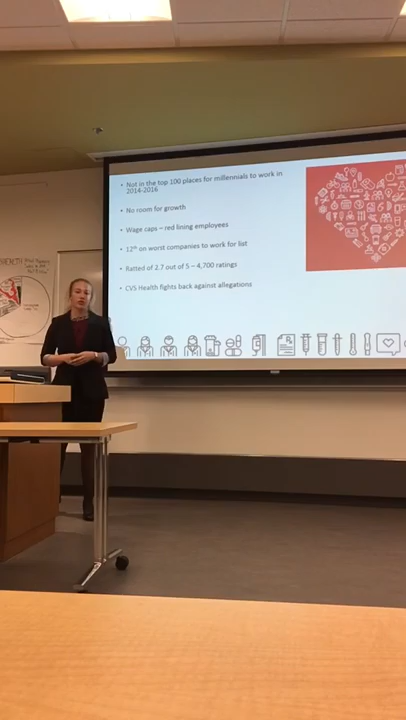 • Not in the top 100 places for millennials to work in
2014-2016
• No room for growth
• Wage caps – red lining employees
• 12th on worst companies to work for list
• Ratted of 2.7 out of 5 – 4,700 ratings
• CVS Health fights back against allegations
HEALTH